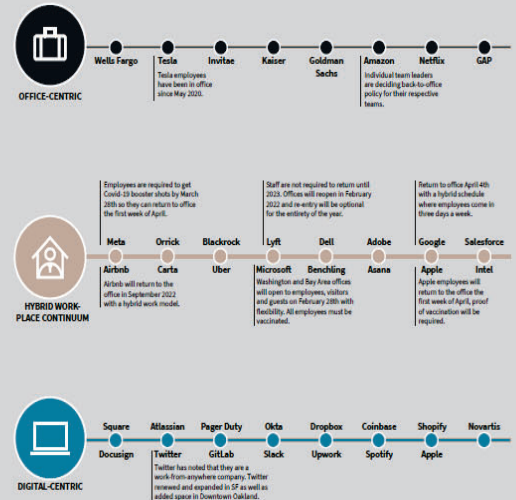 OFFICE-CENTRIC
Wells Fargo
Tesla
Invitae
Kaiser
Goldman
Sachs
Amazon
Netflix
GAP
Tesla employees
have been in office
since May 2020.
Individual team leaders
are deciding back-to-office
policy for their respective
teams.
Employees are required to get
Covid-19 booster shots by March
28th so they can return to office
the first week of April.
Staff are not required to return until
2023. Offices will reopen in February
2022 and re-entry will be optional
for the entirety of the year.
Return to office April 4th
with a hybrid schedule
where employees come in
three days a week.
Meta
Orrick
Blackrock
Lyft
Dell
Adobe
Google
Salesforce
HYBRID WORK-
PLACE CONTINUUM
Airbnb
Carta
Uber
Microsoft
Benchling
Asana
Apple
Intel
Airbnb will return to the
office in September 2022
with a hybrid work model.
Washington and Bay Area offices
will open to employees, visitors
and guests on February 28th with
flexibility. All employees must be
vaccinated.
Apple employees will
return to the office the
first week of April, proof
of vaccination will be
required.
Square
Atlassian
Pager Duty
Okta
Dropbox
Coinbase
Shopify
Novartis
DIGITAL-CENTRIC
Docusign
Twitter
GitLab
Slack
Upwork
Spotify
Apple
Twitter has noted that they are a
work-from-anywhere company. Twitter
renewed and expanded in SF as well as
added space in Downtown Oakland.